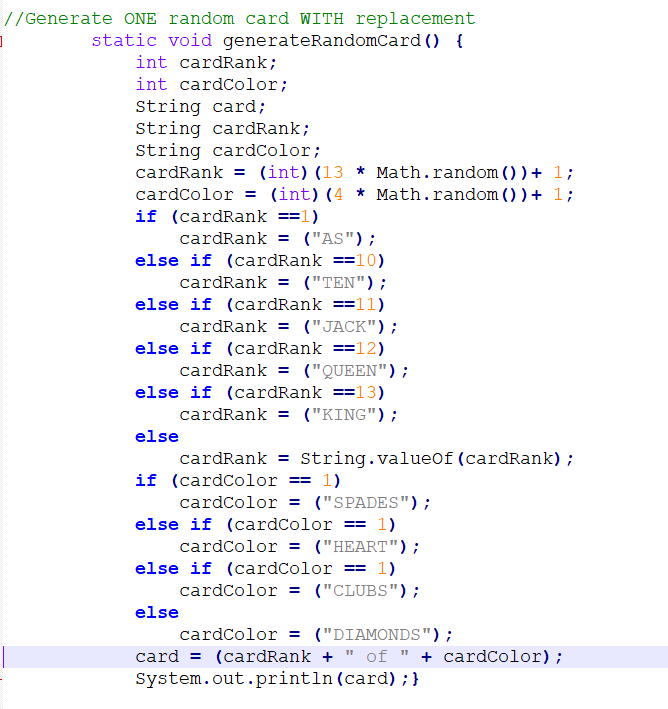 //Generate ONE random card WITH replacement
static void generateRandomCard() {
int cardRank;
int cardColor;
String card;
String cardRank;
String cardColor;
cardRank = (int)(13 * Math.random())+ 1;
cardColor = (int)(4 * Math.random())+ 1;
if (cardRank ==1)
cardRank = ("AS");
else if (cardRank ==10)
cardRank = ("TEN");
else if (cardRank ==11)
cardRank = ("JACK");
else if (cardRank ==12)
cardRank = ("QUEEN");
else if (cardRank ==13)
cardRank = ("KING");
else
cardRank = String.valueOf(cardRank);
if (cardColor == 1)
cardColor = ("SPADES");
else if (cardColor == 1)
cardColor = ("HEART");
else if (cardColor == 1)
cardColor = ("CLUBS");
else
cardColor = ("DIAMONDS");
card = (cardRank + " of " + cardColor);
System.out.println(card);}